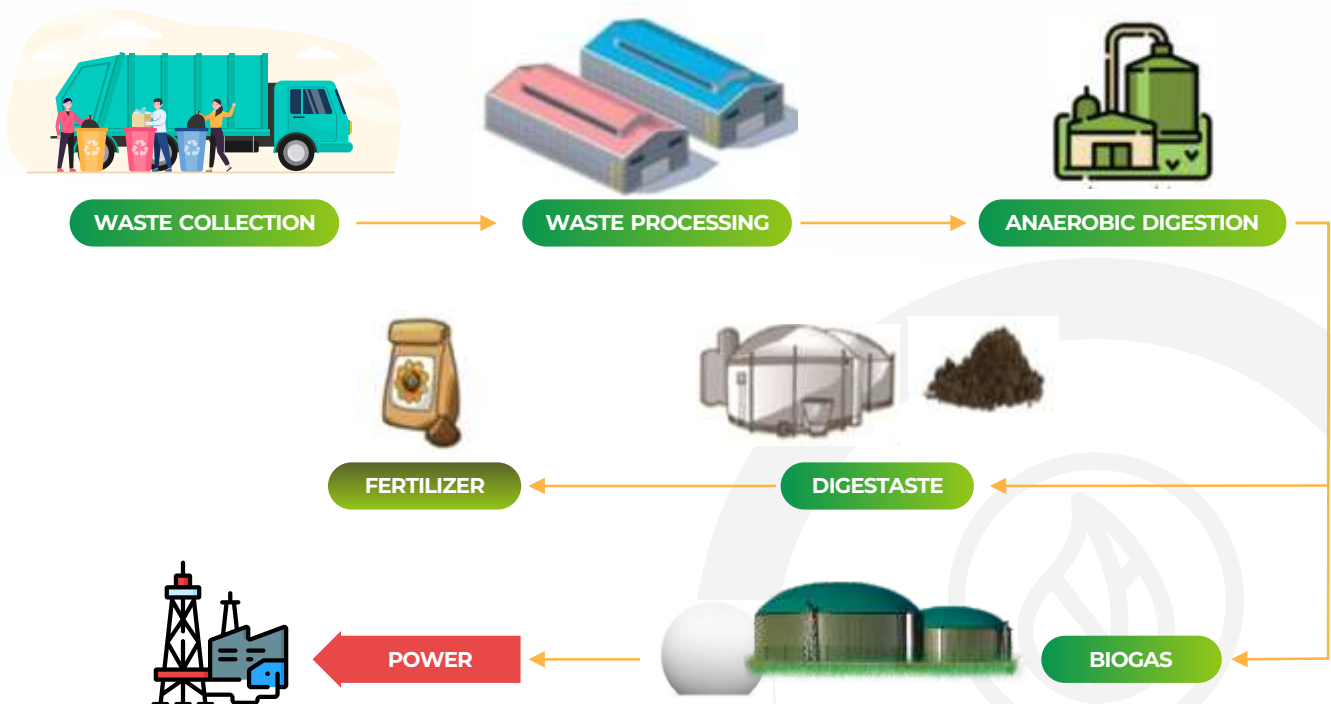 WASTE COLLECTION
WASTE PROCESSING
ANAEROBIC DIGESTION
FERTILIZER
DIGESTASTE
POWER
BIOGAS